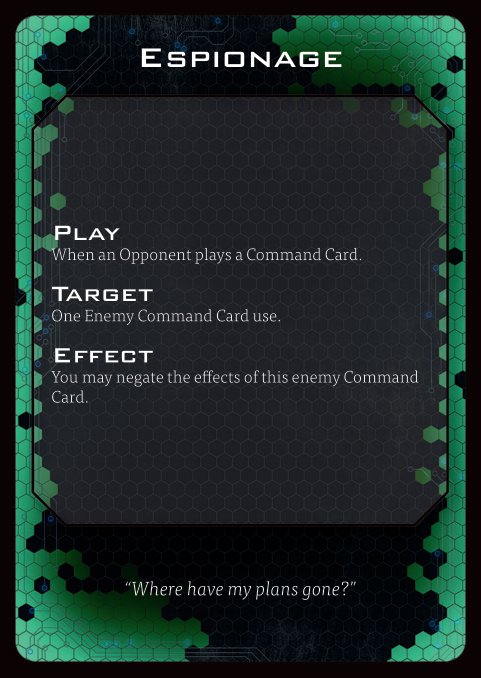 Espionage
Play
When an Opponent plays a Command Card.
Target
One Enemy Command Card use.
Effect
You may negate the effects of this enemy Command
Card.
“Where have my plans gone?”